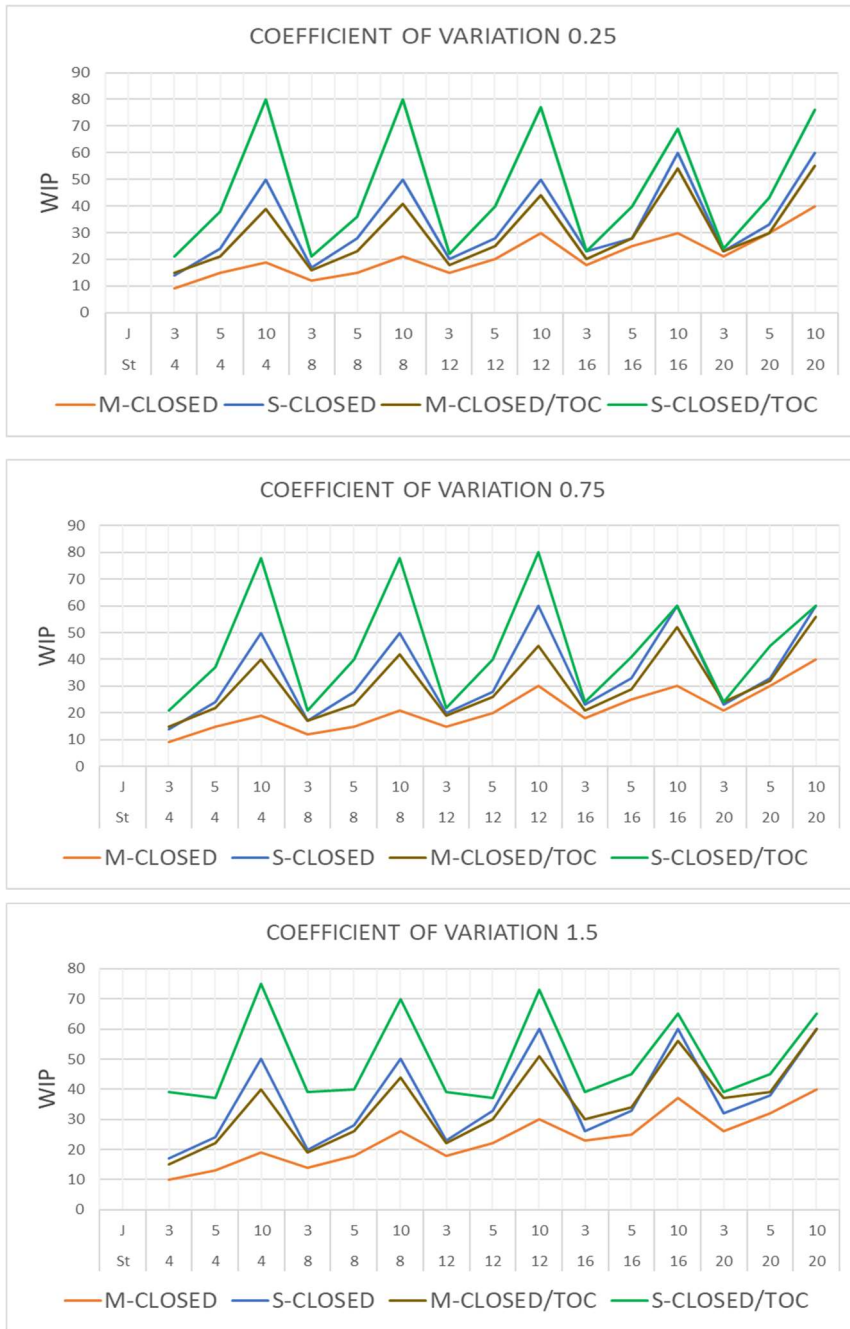 COEFFICIENT OF VARIATION 0.25
90
80
70
60
50
40
30
20
10
0
WIP
J 3 5 10 3 5 10 3 5 10 3 5 10 3 5 10
St 4 4 4 8 8 8 12 12 12 16 16 16 20 20 20
M-CLOSED S-CLOSED M-CLOSED/TOC S-CLOSED/TOC
COEFFICIENT OF VARIATION 0.75
90
80
70
60
50
40
30
20
10
0
WIP
J 3 5 10 3 5 10 3 5 10 3 5 10 3 5 10
St 4 4 4 8 8 8 12 12 12 16 16 16 20 20 20
M-CLOSED S-CLOSED M-CLOSED/TOC S-CLOSED/TOC
COEFFICIENT OF VARIATION 1.5
80
70
60
50
40
30
20
10
0
WIP
J 3 5 10 3 5 10 3 5 10 3 5 10 3 5 10
St 4 4 4 8 8 8 12 12 12 16 16 16 20 20 20
M-CLOSED S-CLOSED M-CLOSED/TOC S-CLOSED/TOC